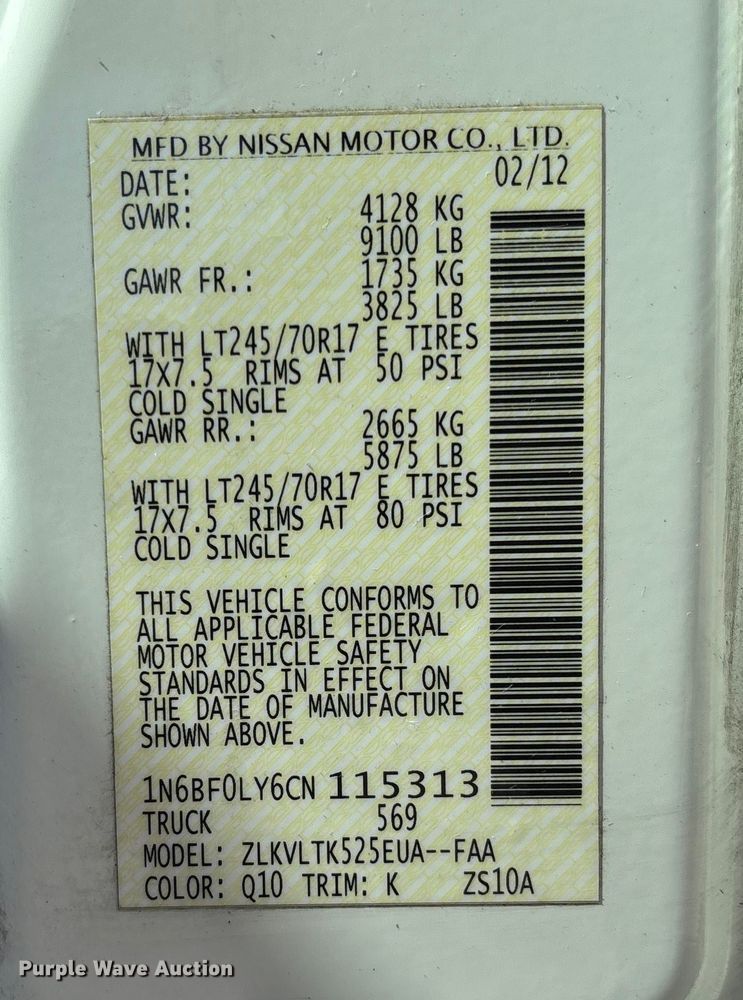 MFD BY NISSAN MOTOR CO., LTD.
DATE: 02/12
GVWR: 4128 KG
9100 LB
GAWR FR.: 1735 KG
3825 LB
WITH LT245/70R17 E TIRES
17X7.5 RIMS AT 50 PSI
COLD SINGLE
GAWR RR.: 2665 KG
5875 LB
WITH LT245/70R17 E TIRES
17X7.5 RIMS AT 80 PSI
COLD SINGLE
THIS VEHICLE CONFORMS TO
ALL APPLICABLE FEDERAL
MOTOR VEHICLE SAFETY
STANDARDS IN EFFECT ON
THE DATE OF MANUFACTURE
SHOWN ABOVE.
1N6BF0LY6CN 115313
TRUCK 569
MODEL: ZLKVLTK525EUA--FAA
COLOR: Q10 TRIM: K ZS10A
Purple Wave Auction